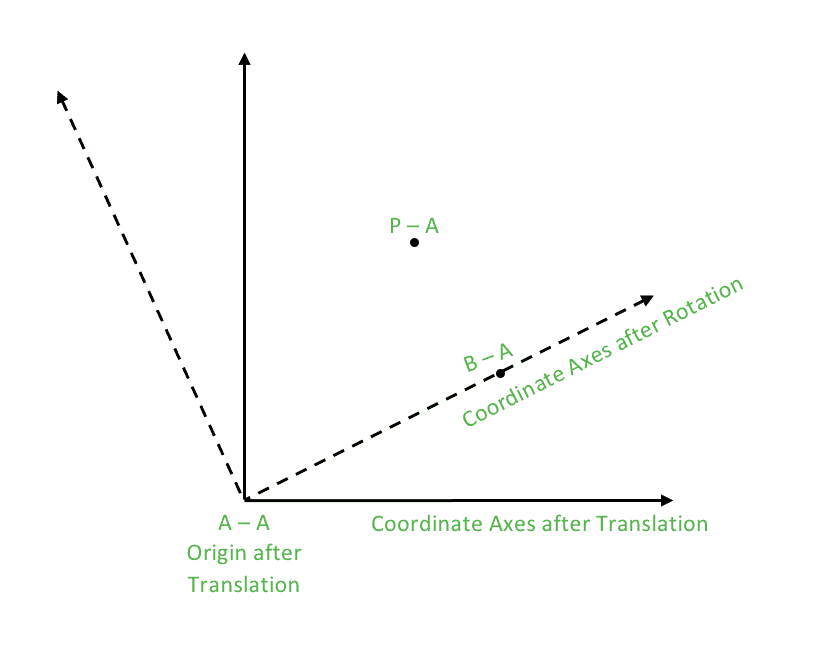 P – A
B – A
Coordinate Axes after Rotation
A – A
Origin after
Translation
Coordinate Axes after Translation